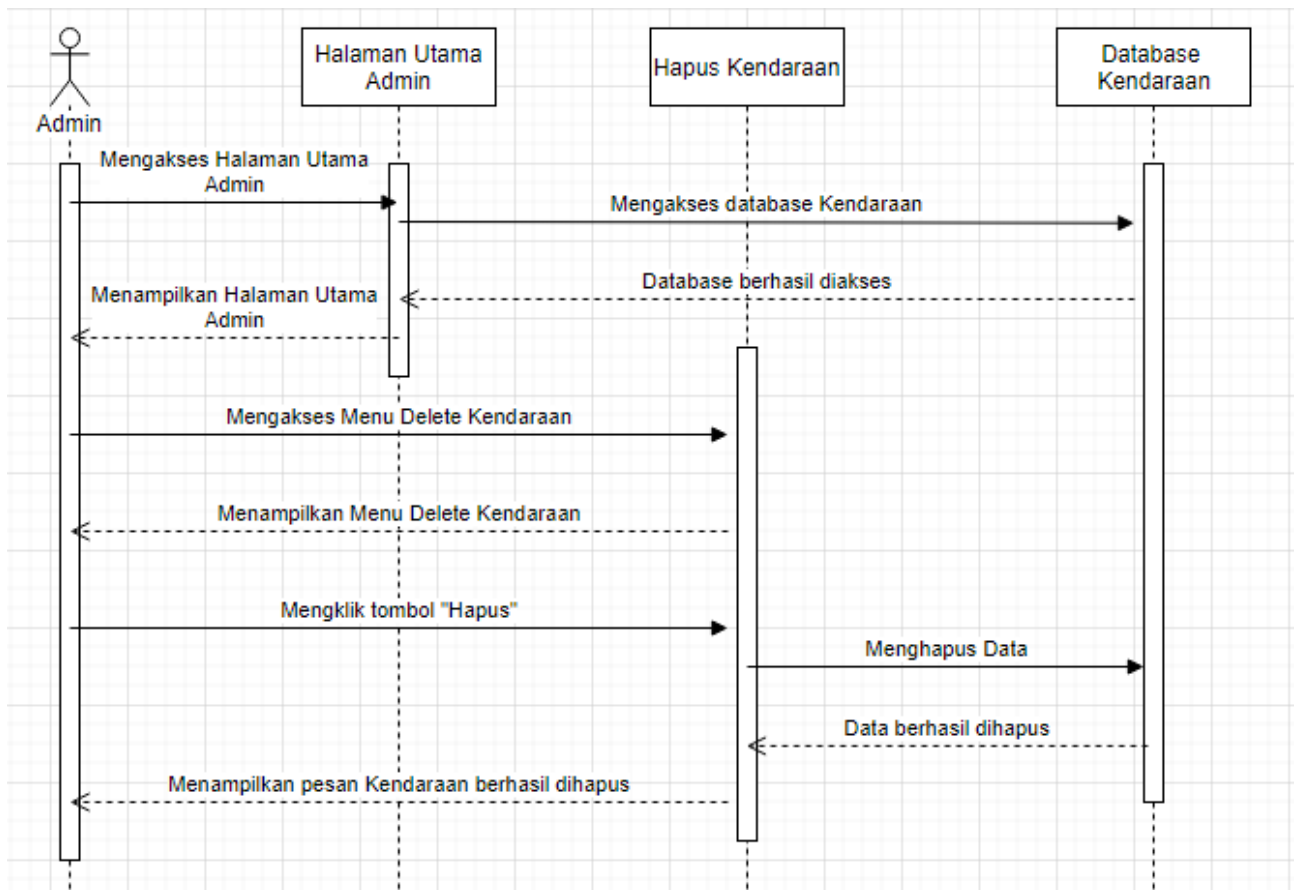 Halaman Utama
Admin
Hapus Kendaraan
Database
Kendaraan
Admin
Mengakses Halaman Utama
Admin
Mengakses database Kendaraan
Database berhasil diakses
Menampilkan Halaman Utama
Admin
Mengakses Menu Delete Kendaraan
Menampilkan Menu Delete Kendaraan
Mengklik tombol "Hapus"
Menghapus Data
Data berhasil dihapus
Menampilkan pesan Kendaraan berhasil dihapus